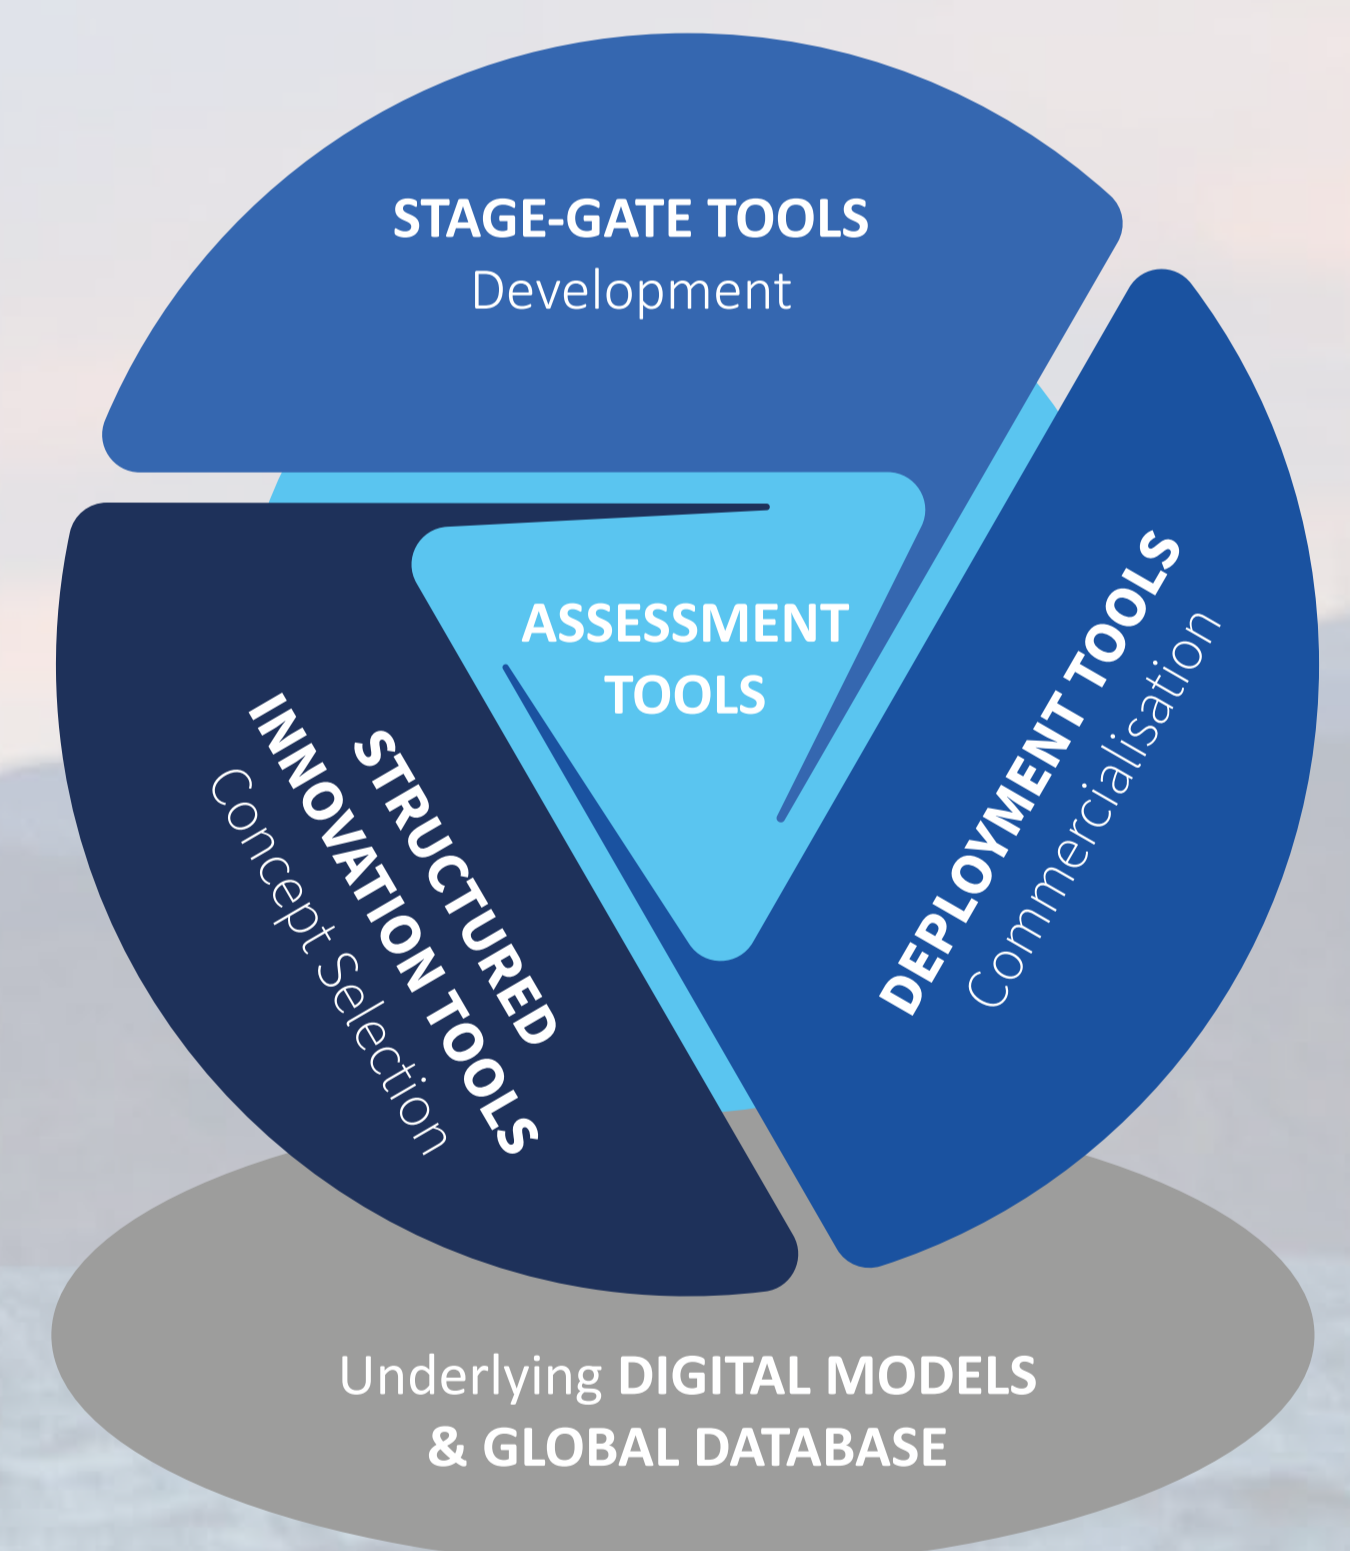 STAGE-GATE TOOLS
Development
ASSESSMENT
TOOLS
DEPLOYMENT TOOLS
Commercialisation
STRUCTURED
INNOVATION TOOLS
Concept Selection
Underlying DIGITAL MODELS
& GLOBAL DATABASE